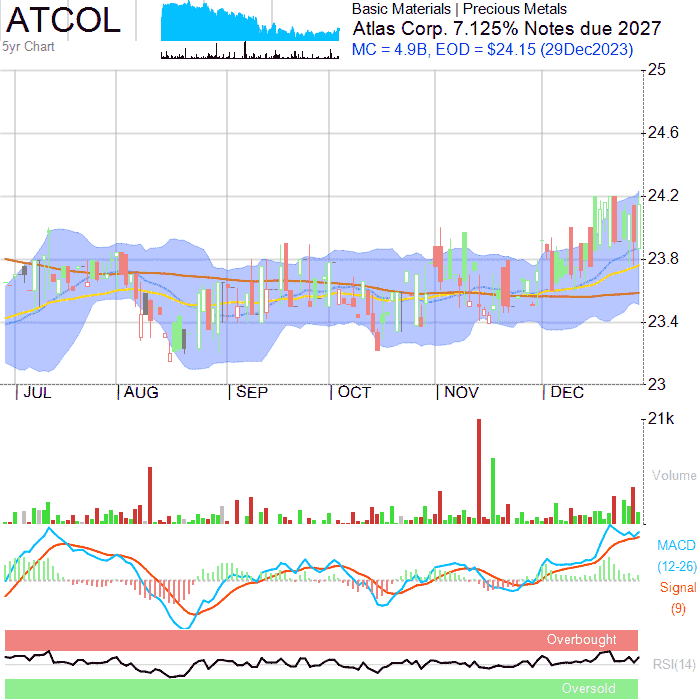 ATCOL
5yr Chart
Basic Materials | Precious Metals
Atlas Corp. 7.125% Notes due 2027
MC = 4.9B, EOD = $24.15 (29Dec2023)
25
24.6
24.2
23.8
23.4
23
JUL AUG SEP OCT NOV DEC
21k
Volume
MACD
(12-26)
Signal
(9)
Overbought
RSI(14)
Oversold